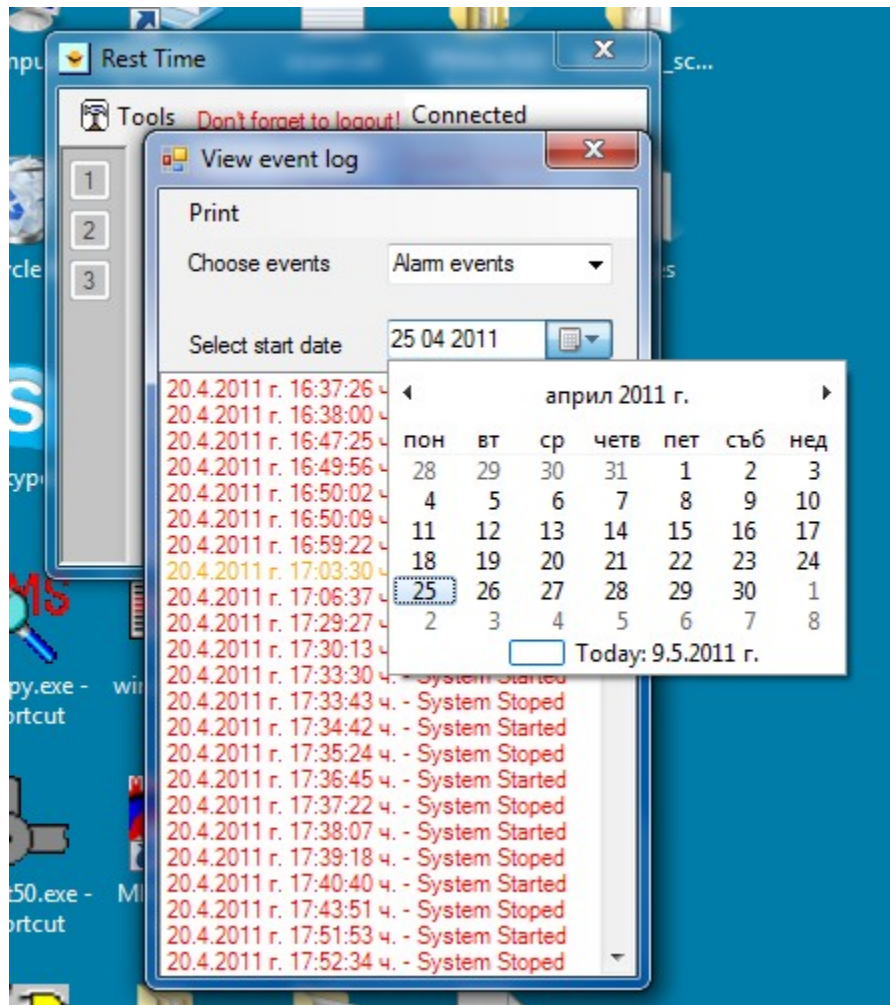 Rest Time
_sc...
Tools Don't forget to logout! Connected
View event log
1
2
3
Print
Choose events Alarm events
Select start date 25 04 2011
20.4.2011 г. 16:37:26 ч
20.4.2011 г. 16:38:00 ч
20.4.2011 г. 16:47:25 ч
20.4.2011 г. 16:49:56 ч
20.4.2011 г. 16:50:02 ч
20.4.2011 г. 16:50:09 ч
20.4.2011 г. 16:59:22 ч
20.4.2011 г. 17:03:30 ч
20.4.2011 г. 17:06:37 ч
20.4.2011 г. 17:29:27 ч
20.4.2011 г. 17:30:13 ч
20.4.2011 г. 17:33:30 ч. - System Started
20.4.2011 г. 17:33:43 ч. - System Stoped
20.4.2011 г. 17:34:42 ч. - System Started
20.4.2011 г. 17:35:24 ч. - System Stoped
20.4.2011 г. 17:36:45 ч. - System Started
20.4.2011 г. 17:37:22 ч. - System Stoped
20.4.2011 г. 17:38:07 ч. - System Started
20.4.2011 г. 17:39:18 ч. - System Stoped
20.4.2011 г. 17:40:40 ч. - System Started
20.4.2011 г. 17:43:51 ч. - System Stoped
20.4.2011 г. 17:51:53 ч. - System Started
20.4.2011 г. 17:52:34 ч. - System Stoped
април 2011 г.
пон вт ср четв пет съб нед
28 29 30 31 1 2 3
4 5 6 7 8 9 10
11 12 13 14 15 16 17
18 19 20 21 22 23 24
25 26 27 28 29 30 1
2 3 4 5 6 7 8
Today: 9.5.2011 г.
py.exe -
ortcut
t50.exe -
ortcut